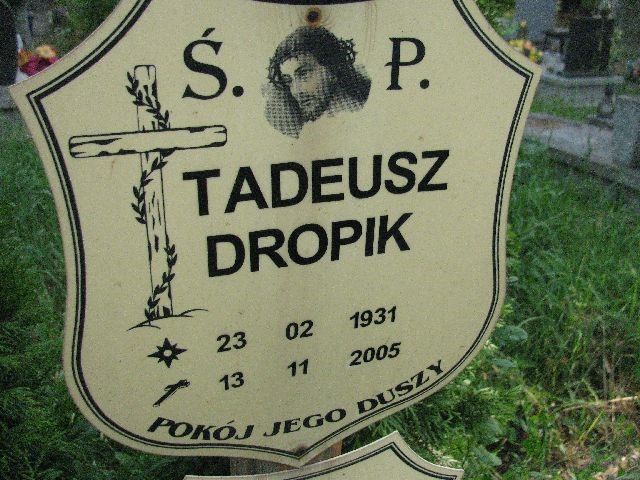 Ś. P.
TADEUSZ
DROPIK
23 02 1931
13 11 2005
POKÓJ JEGO DUSZY